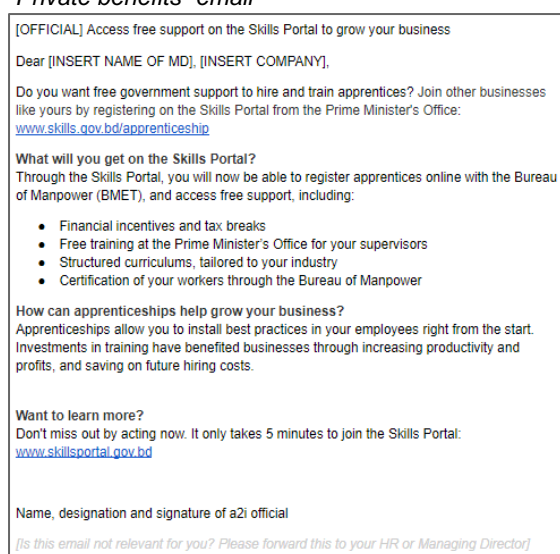 "Private benefits" email
[OFFICIAL] Access free support on the Skills Portal to grow your business
Dear [INSERT NAME OF MD], [INSERT COMPANY],
Do you want free government support to hire and train apprentices? Join other businesses
like yours by registering on the Skills Portal from the Prime Minister's Office:
www.skills.gov.bd/apprenticeship
What will you get on the Skills Portal?
Through the Skills Portal, you will now be able to register apprentices online with the Bureau
of Manpower (BMET), and access free support, including:
● Financial incentives and tax breaks
● Free training at the Prime Minister's Office for your supervisors
● Structured curriculums, tailored to your industry
● Certification of your workers through the Bureau of Manpower
How can apprenticeships help grow your business?
Apprenticeships allow you to install best practices in your employees right from the start.
Investments in training have benefited businesses through increasing productivity and
profits, and saving on future hiring costs.
Want to learn more?
Don't miss out by acting now. It only takes 5 minutes to join the Skills Portal:
www.skillsportal.gov.bd
Name, designation and signature of a2i official
[Is this email not relevant for you? Please forward this to your HR or Managing Director]